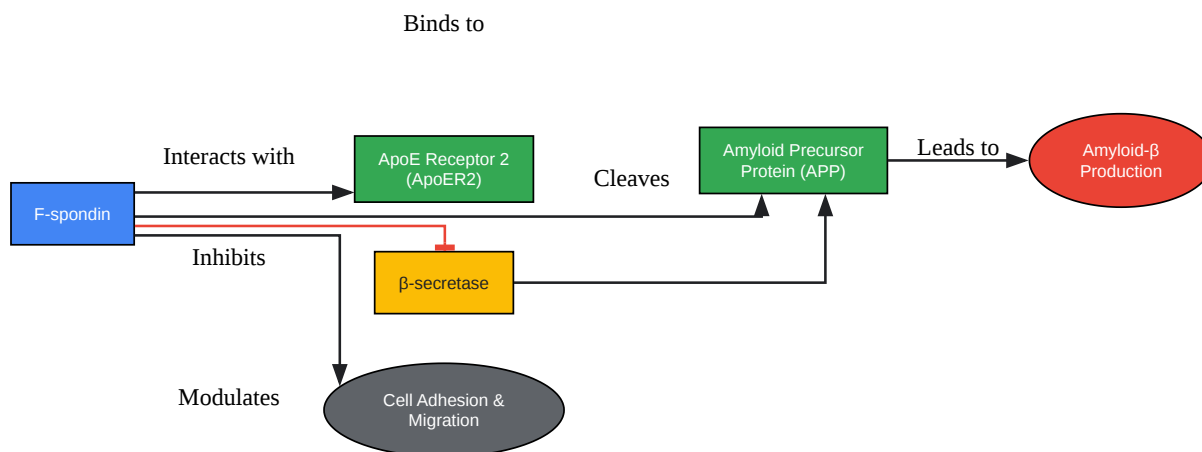 Binds to
Interacts with
ApoE Receptor 2
(ApoER2)
Cleaves
Amyloid Precursor
Protein (APP)
Leads to
Amyloid-β
Production
F-spondin
Inhibits
β-secretase
Modulates
Cell Adhesion &
Migration